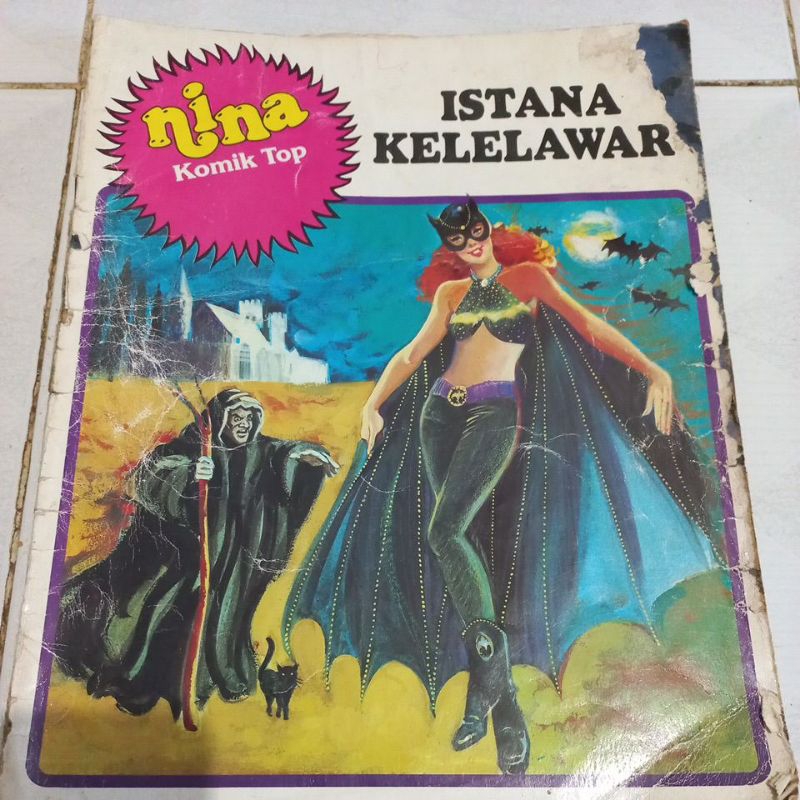 nina
Komik Top
ISTANA
KELELAWAR